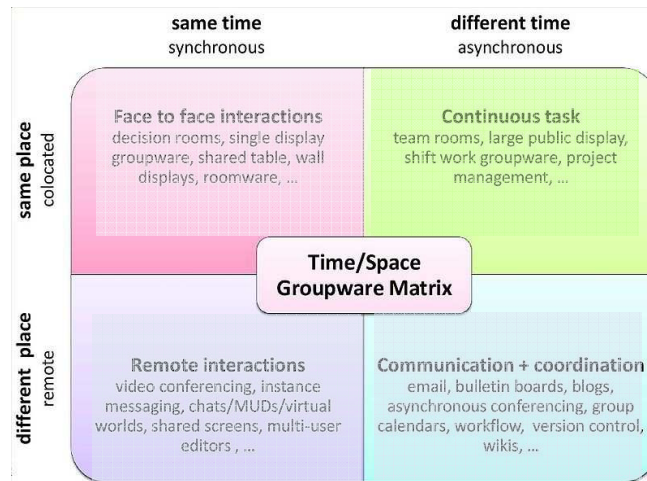 same time
synchronous
different time
asynchronous
same place
colocated
Face to face interactions
decision rooms, single display
groupware, shared table, wall
displays, roomware, ...
Continuous task
team rooms, large public display,
shift work groupware, project
management, ...
Time/Space
Groupware Matrix
different place
remote
Remote interactions
video conferencing, instance
messaging, chats/MUDs/virtual
worlds, shared screens, multi-user
editors , ...
Communication + coordination
email, bulletin boards, blogs,
asynchronous conferencing, group
calendars, workflow, version control,
wikis, ...